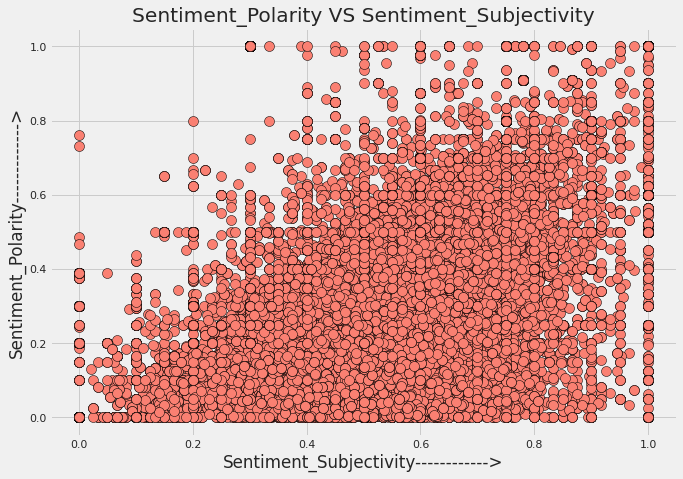 Sentiment_Polarity VS Sentiment_Subjectivity
Sentiment_Polarity------------->
1.0
0.8
0.6
0.4
0.2
0.0
0.0 0.2 0.4 0.6 0.8 1.0
Sentiment_Subjectivity------------>